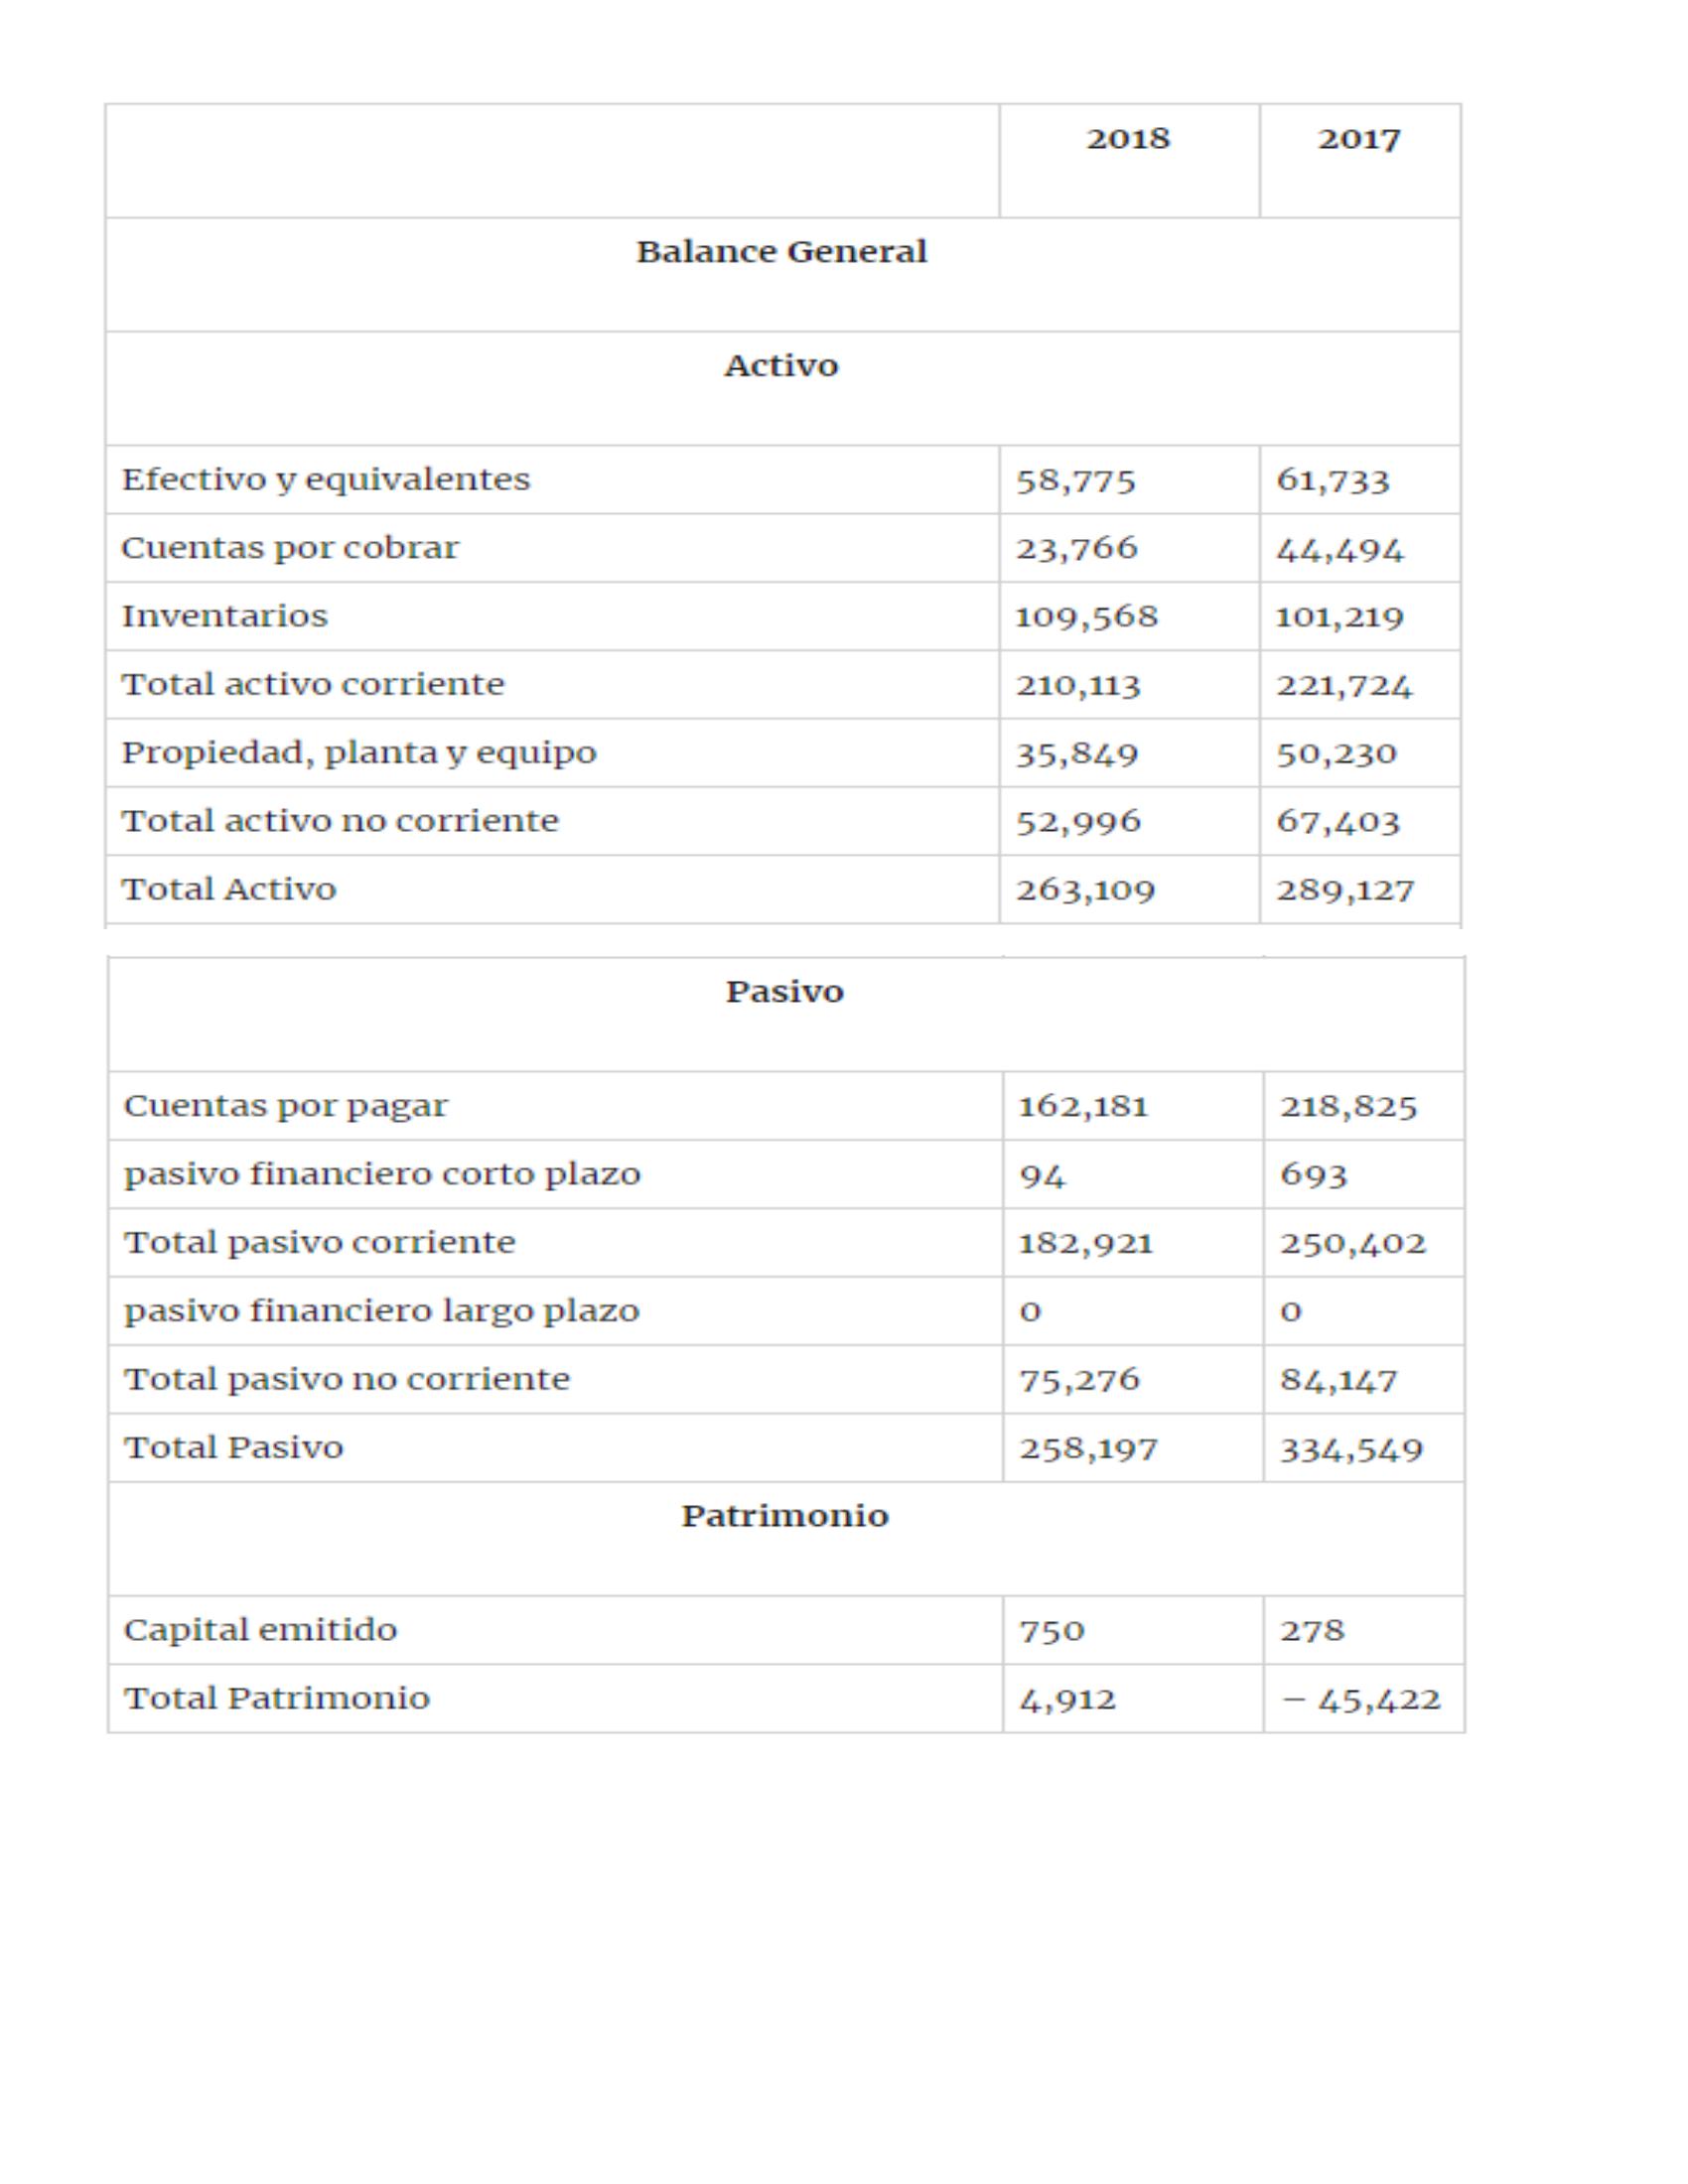 2018 2017
Balance General
Activo
Efectivo y equivalentes 58,775 61,733
Cuentas por cobrar 23,766 44,494
Inventarios 109,568 101,219
Total activo corriente 210,113 221,724
Propiedad, planta y equipo 35,849 50,230
Total activo no corriente 52,996 67,403
Total Activo 263,109 289,127
Pasivo
Cuentas por pagar 162,181 218,825
pasivo financiero corto plazo 94 693
Total pasivo corriente 182,921 250,402
pasivo financiero largo plazo 0 0
Total pasivo no corriente 75,276 84,147
Total Pasivo 258,197 334,549
Patrimonio
Capital emitido 750 278
Total Patrimonio 4,912 – 45,422